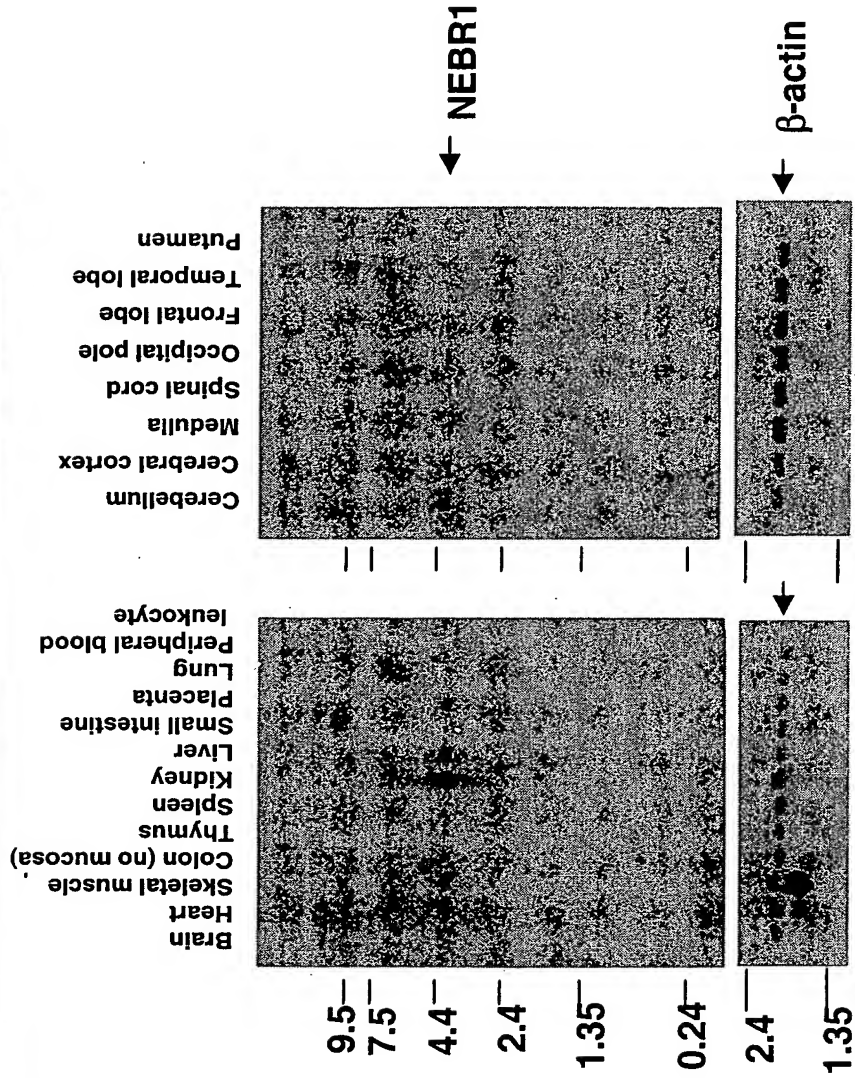 Brain
Heart
Skeletal muscle
Colon (no mucosa)
Thymus
Spleen
Kidney
Liver
Small intestine
Placenta
Lung
Peripheral blood
leukocyte
Cerebellum
Cerebral cortex
Medulla
Spinal cord
Occipital pole
Frontal lobe
Temporal lobe
Putamen
9.5
7.5
4.4
2.4
1.35
0.24
NEBR1
2.4
1.35
β-actin